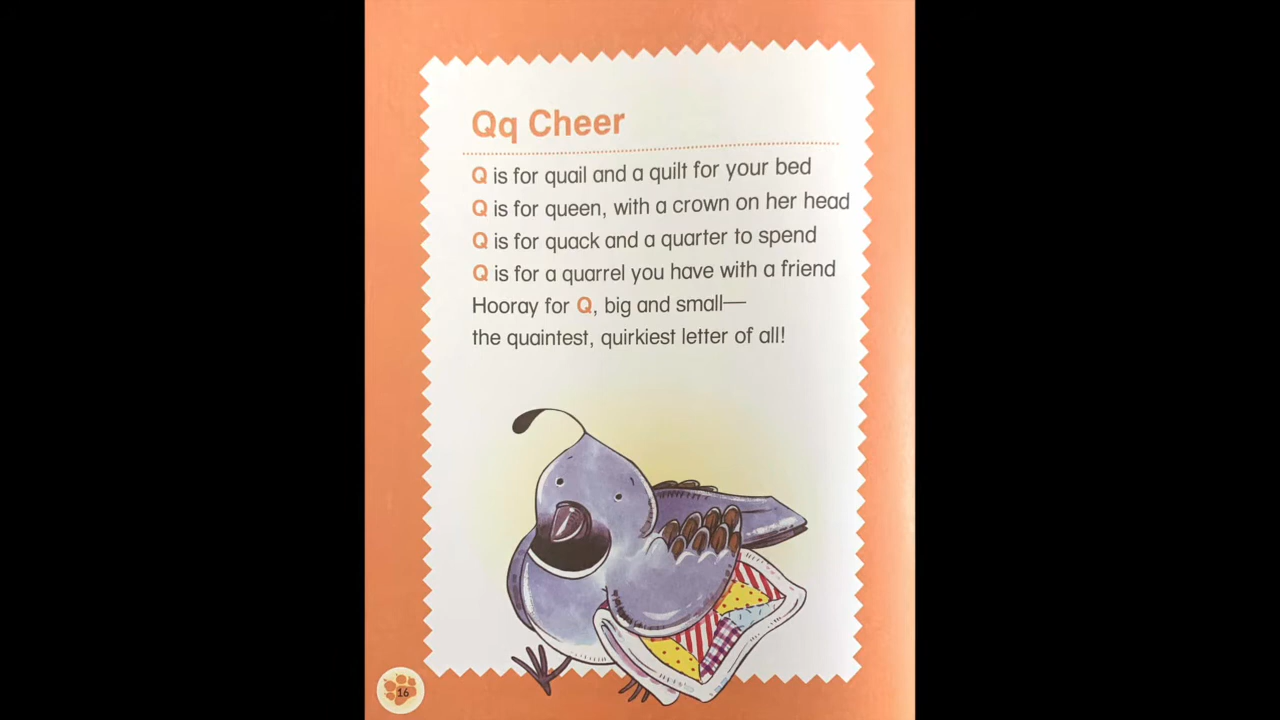 Qq Cheer
Q is for quail and a quilt for your bed
Q is for queen, with a crown on her head
Q is for quack and a quarter to spend
Q is for a quarrel you have with a friend
Hooray for Q, big and small—
the quaintest, quirkiest letter of all!
16